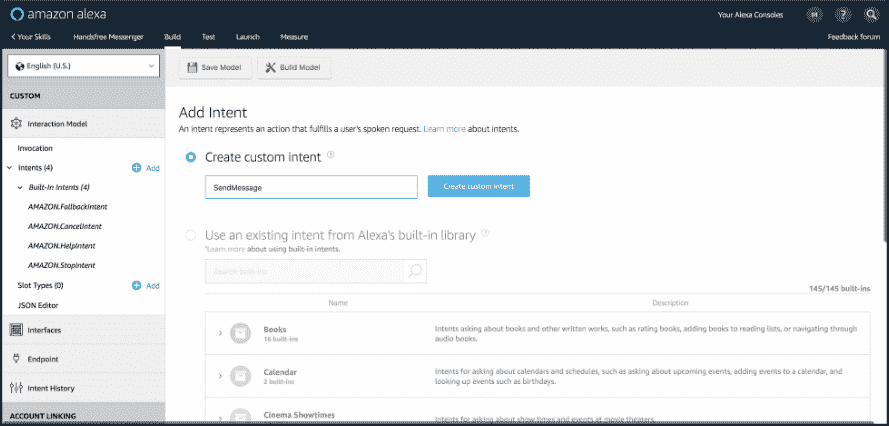 amazon alexa
Your Alexa Consoles
Your Skills
Handsfree Messenger
Build
Test
Launch
Measure
Feedback forum
English (U.S.)
Save Model
Build Model
CUSTOM
Interaction Model
Invocation
Intents (4)
Add
Built-In Intents (4)
AMAZON.FallbackIntent
AMAZON.CancelIntent
AMAZON.HelpIntent
AMAZON.StopIntent
Slot Types (0)
Add
JSON Editor
Interfaces
Endpoint
Intent History
ACCOUNT LINKING
Add Intent
An intent represents an action that fulfills a user's spoken request. Learn more about intents.
Create custom intent
SendMessage
Create custom intent
Use an existing intent from Alexa's built-in library
*Learn more about using built-in intents.
Search built-ins
145/145 built-ins
Name
Description
Books
16 built-ins
Intents asking about books and other written works, such as rating books, adding books to reading lists, or navigating through
audio books.
Calendar
2 built-ins
Intents for asking about calendars and schedules, such as asking about upcoming events, adding events to a calendar, and
looking up events such as birthdays.
Cinema Showtimes
Intents for asking about show times and events at movie theaters.